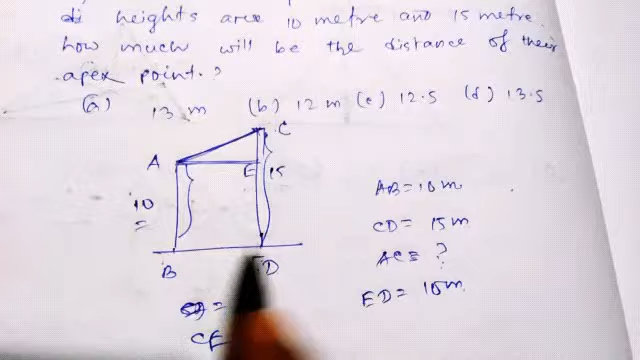 heights are 10 metre and 15 metre
how much will be the distance of their
apex point.?
(a) 13 m (b) 12 m (c) 12.5 (d) 13.5
C
A
E 15
AB = 10 m
10
=
CD = 15 m
AC = ?
B D
ED = 10 m
CE